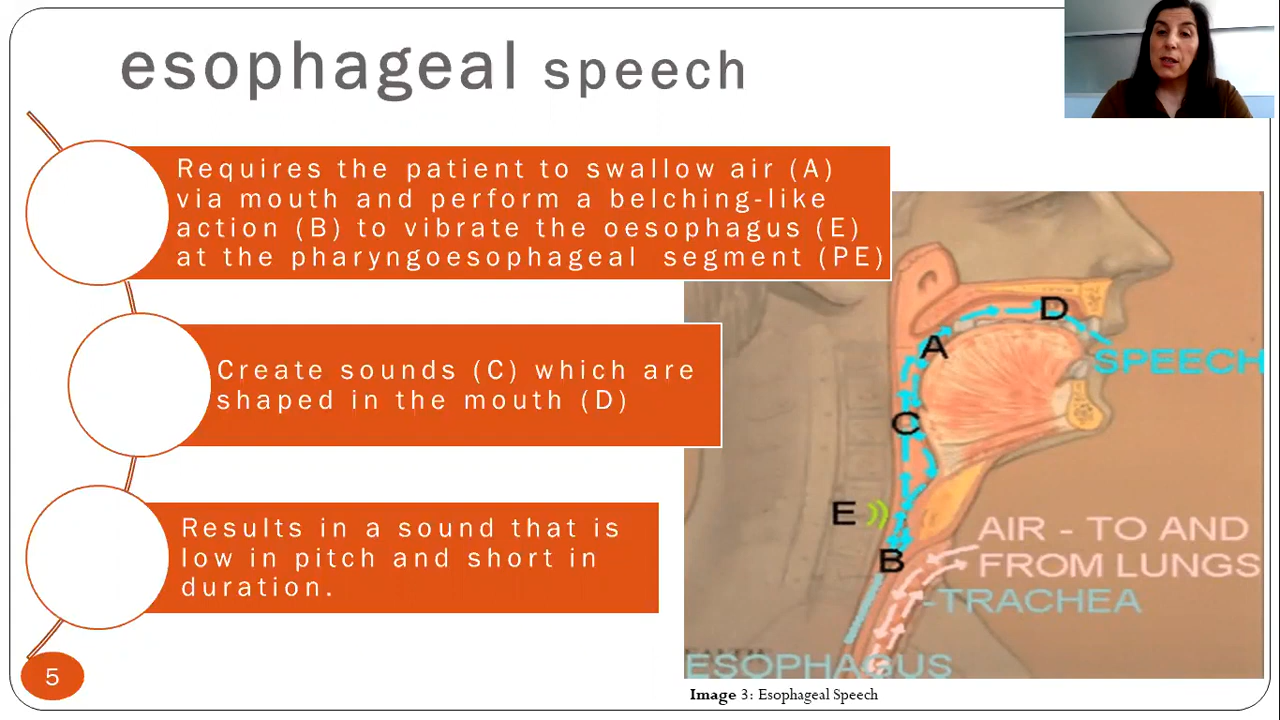 esophageal speech
Requires the patient to swallow air (A)
via mouth and perform a belching-like
action (B) to vibrate the oesophagus (E)
at the pharyngoesophageal segment (PE)
Create sounds (C) which are
shaped in the mouth (D)
Results in a sound that is
low in pitch and short in
duration.
5
D
A
SPEECH
C
E
B
AIR - TO AND
FROM LUNGS
-TRACHEA
ESOPHAGUS
Image 3: Esophageal Speech